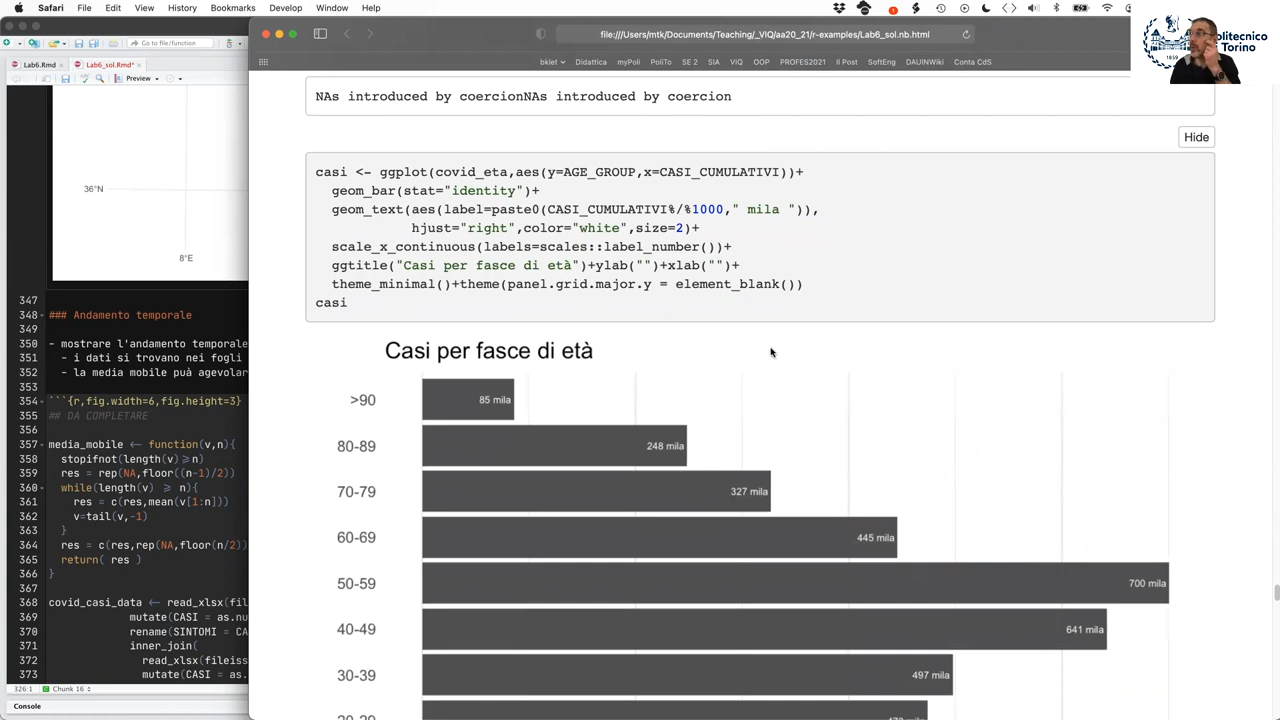 Safari File Edit View History Bookmarks Develop Window Help
Go to file/function
file:///Users/mtk/Documents/Teaching/_VIQ/aa20_21/r-examples/Lab6_sol.nb.html
Politecnico
Torino
1859
bklet Didattica myPoli PoliTo SE 2 SIA VIQ OOP PROFES2021 Il Post SoftEng DAUINWiki Conta CdS
Lab6.Rmd Lab6_sol.Rmd*
Preview
NAs introduced by coercionNAs introduced by coercion
Hide
casi <- ggplot(covid_eta,aes(y=AGE_GROUP,x=CASI_CUMULATIVI))+
geom_bar(stat="identity")+
geom_text(aes(label=paste0(CASI_CUMULATIVI%/%1000," mila ")),
hjust="right",color="white",size=2)+
scale_x_continuous(labels=scales::label_number())+
ggtitle("Casi per fasce di età")+ylab("")+xlab("")+
theme_minimal()+theme(panel.grid.major.y = element_blank())
casi
Casi per fasce di età
>90 85 mila
80-89 248 mila
70-79 327 mila
60-69 445 mila
50-59 700 mila
40-49 641 mila
30-39 497 mila
36°N
8°E
347
348 ### Andamento temporale
349
350 - mostrare l'andamento temporale
351 - i dati si trovano nei fogli
352 - la media mobile puà agevolar
353
354 ```{r,fig.width=6,fig.height=3}
355 ## DA COMPLETARE
356
357 media_mobile <- function(v,n){
358 stopifnot(length(v)>=n)
359 res = rep(NA,floor((n-1)/2))
360 while(length(v) >= n){
361 res = c(res,mean(v[1:n]))
362 v=tail(v,-1)
363 }
364 res = c(res,rep(NA,floor(n/2))
365 return( res )
366 }
367
368 covid_casi_data <- read_xlsx(fil
369 mutate(CASI = as.nu
370 rename(SINTOMI = CA
371 inner_join(
372 read_xlsx(fileiss
373 mutate(CASI = as.
326:1 Chunk 16
Console